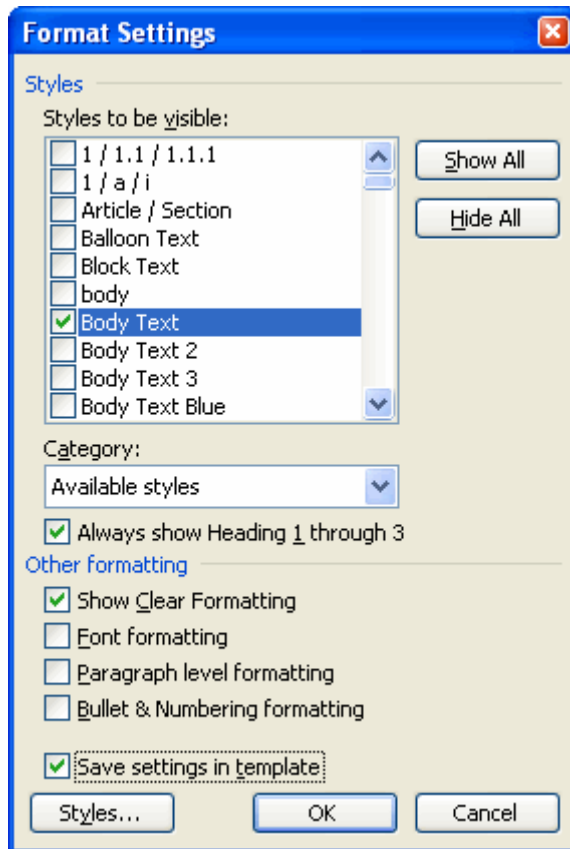 Format Settings
Styles
Styles to be visible:
1 / 1.1 / 1.1.1
1 / a / i
Article / Section
Balloon Text
Block Text
body
Body Text
Body Text 2
Body Text 3
Body Text Blue
Show All
Hide All
Category:
Available styles
Always show Heading 1 through 3
Other formatting
Show Clear Formatting
Font formatting
Paragraph level formatting
Bullet & Numbering formatting
Save settings in template
Styles...
OK
Cancel